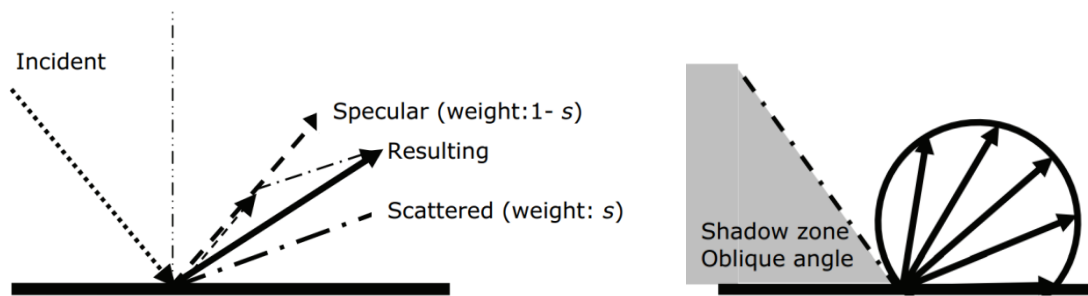 Incident
Specular (weight:1- s)
Resulting
Scattered (weight: s)
Shadow zone
Oblique angle